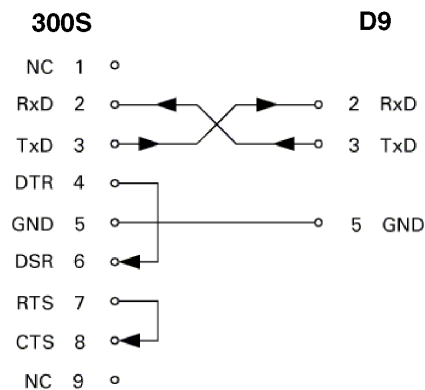 300S D9
NC 1
RxD 2 2 RxD
TxD 3 3 TxD
DTR 4
GND 5 5 GND
DSR 6
RTS 7
CTS 8
NC 9